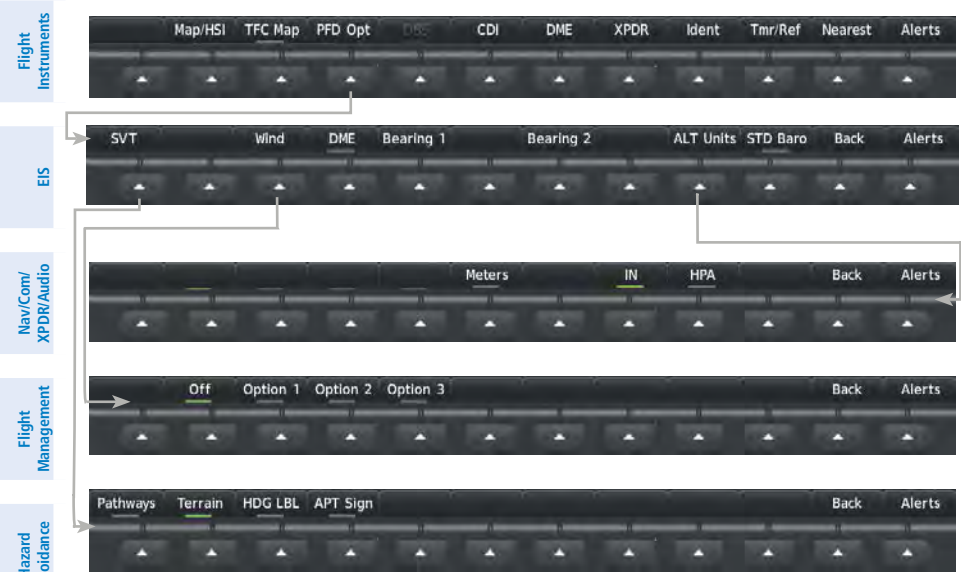 Flight
Instruments
Map/HSI TFC Map PFD Opt OBS CDI DME XPDR Ident Tmr/Ref Nearest Alerts
EIS
SVT Wind DME Bearing 1 Bearing 2 ALT Units STD Baro Back Alerts
Nav/Com/
XPDR/Audio
Meters IN HPA Back Alerts
Flight
Management
Off Option 1 Option 2 Option 3 Back Alerts
Pathways Terrain HDG LBL APT Sign Back Alerts